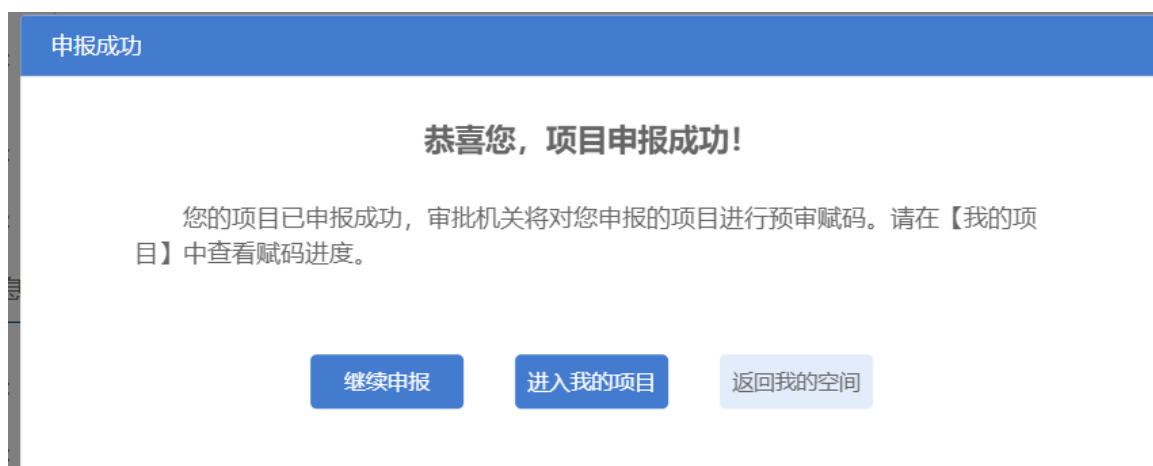 申报成功
恭喜您，项目申报成功！
您的项目已申报成功，审批机关将对您申报的项目进行预审赋码。请在【我的项
目】中查看赋码进度。
继续申报
进入我的项目
返回我的空间